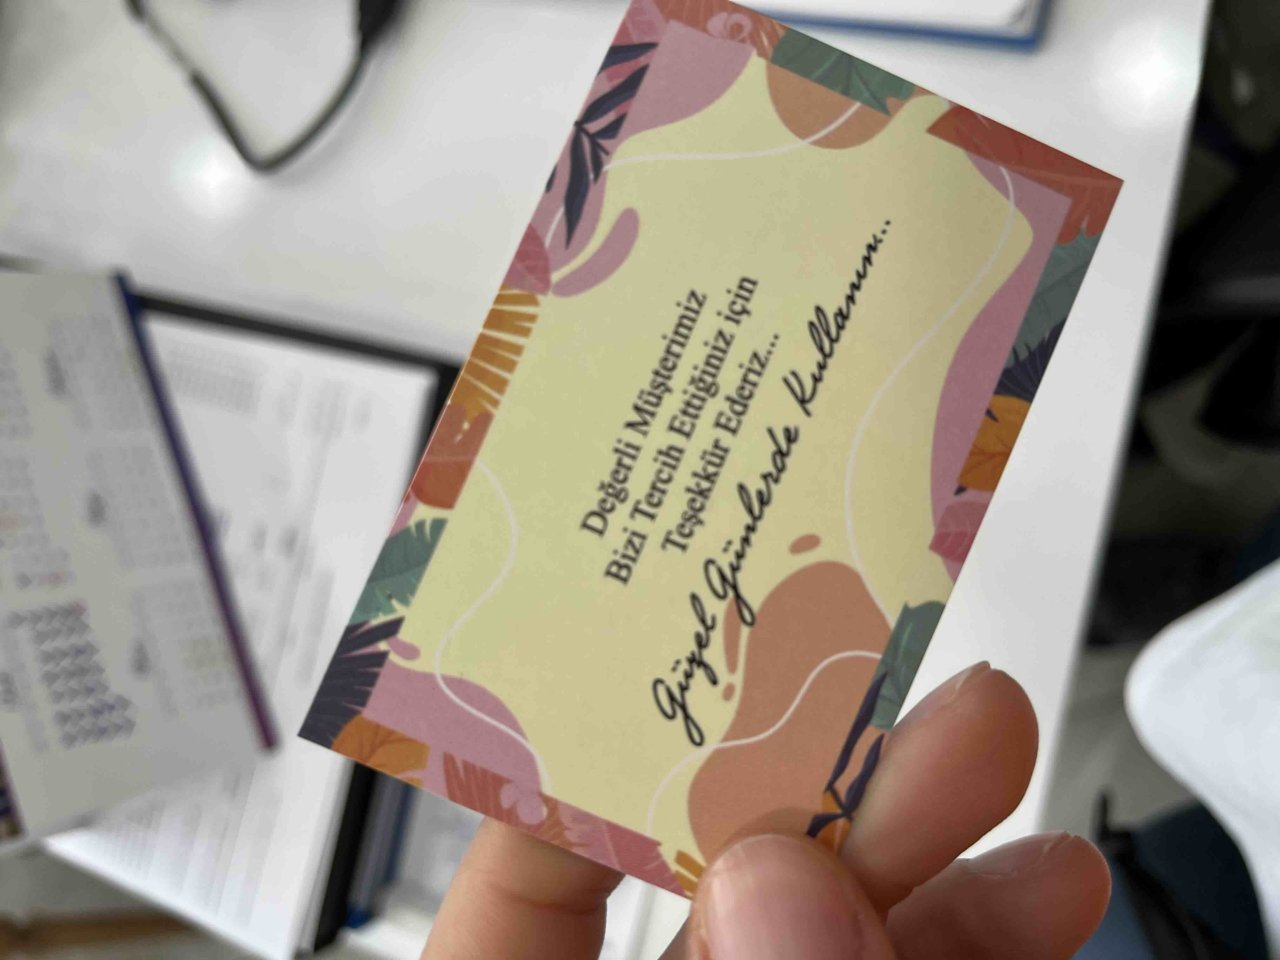 Değerli Müşterimiz
Bizi Tercih Ettiğiniz için
Teşekkür Ederiz...
Güzel Günlerde Kullanın...